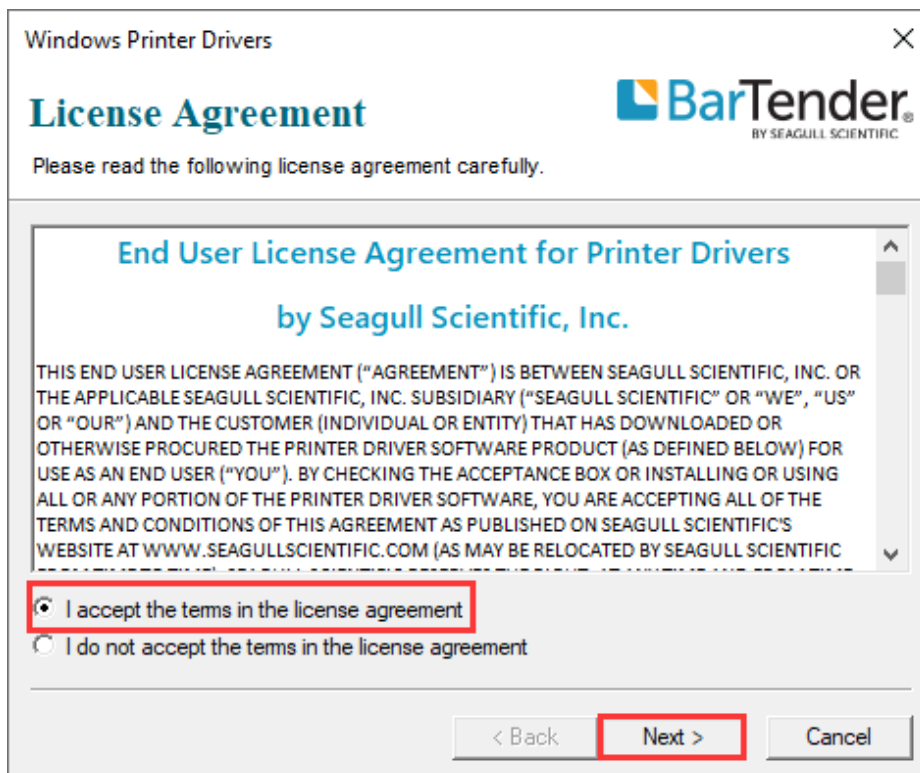 Windows Printer Drivers
License Agreement
BarTender®
BY SEAGULL SCIENTIFIC
Please read the following license agreement carefully.
End User License Agreement for Printer Drivers
by Seagull Scientific, Inc.
THIS END USER LICENSE AGREEMENT (“AGREEMENT”) IS BETWEEN SEAGULL SCIENTIFIC, INC. OR
THE APPLICABLE SEAGULL SCIENTIFIC, INC. SUBSIDIARY (“SEAGULL SCIENTIFIC” OR “WE”, “US”
OR “OUR”) AND THE CUSTOMER (INDIVIDUAL OR ENTITY) THAT HAS DOWNLOADED OR
OTHERWISE PROCURED THE PRINTER DRIVER SOFTWARE PRODUCT (AS DEFINED BELOW) FOR
USE AS AN END USER (“YOU”). BY CHECKING THE ACCEPTANCE BOX OR INSTALLING OR USING
ALL OR ANY PORTION OF THE PRINTER DRIVER SOFTWARE, YOU ARE ACCEPTING ALL OF THE
TERMS AND CONDITIONS OF THIS AGREEMENT AS PUBLISHED ON SEAGULL SCIENTIFIC'S
WEBSITE AT WWW.SEAGULLSCIENTIFIC.COM (AS MAY BE RELOCATED BY SEAGULL SCIENTIFIC
I accept the terms in the license agreement
I do not accept the terms in the license agreement
< Back
Next >
Cancel